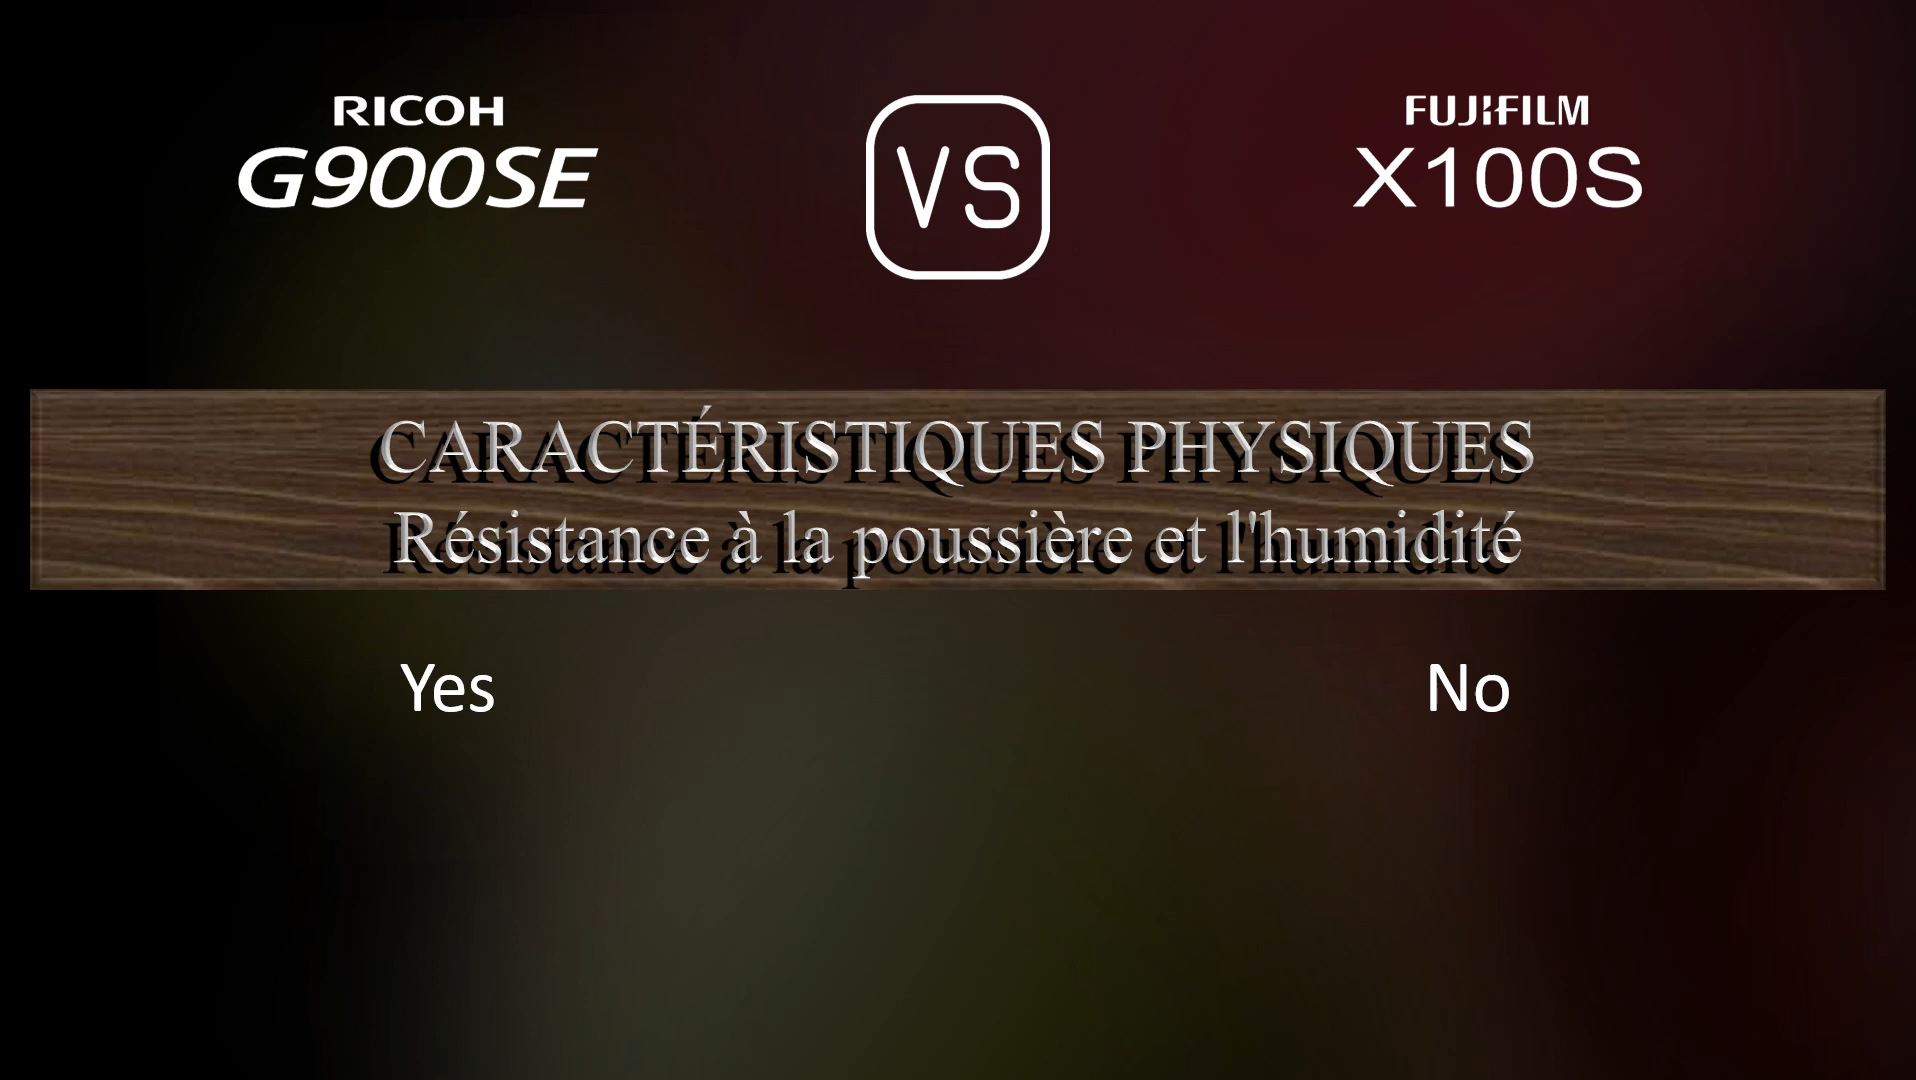 RICOH
G900SE
VS
FUJIFILM
X100S
CARACTÉRISTIQUES PHYSIQUES
Résistance à la poussière et l'humidité
Yes
No